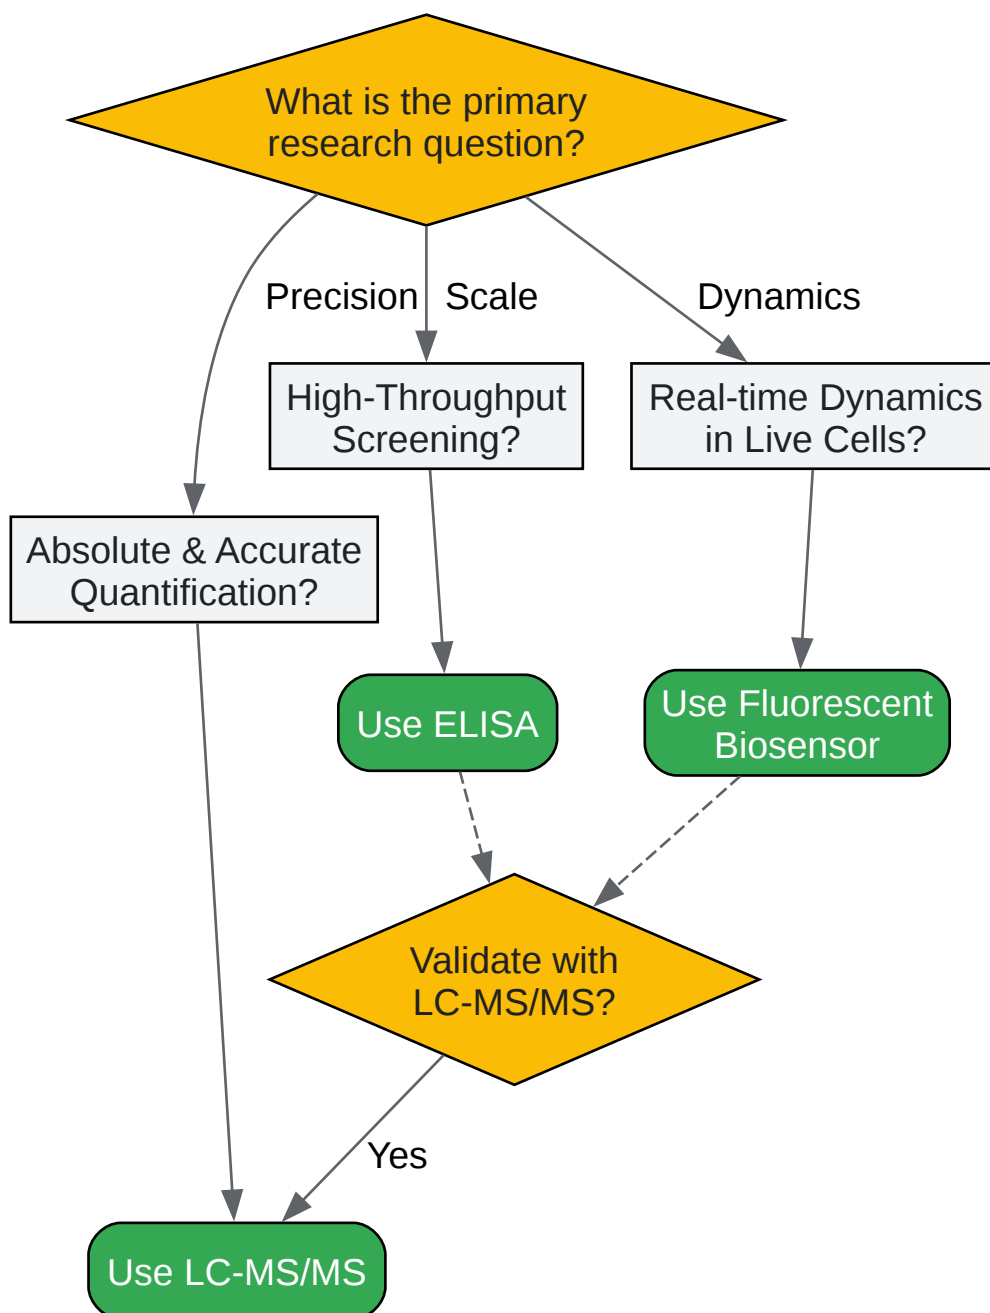 What is the primary
research question?
Precision
Scale
Dynamics
High-Throughput
Screening?
Real-time Dynamics
in Live Cells?
Absolute & Accurate
Quantification?
Use ELISA
Use Fluorescent
Biosensor
Validate with
LC-MS/MS?
Yes
Use LC-MS/MS